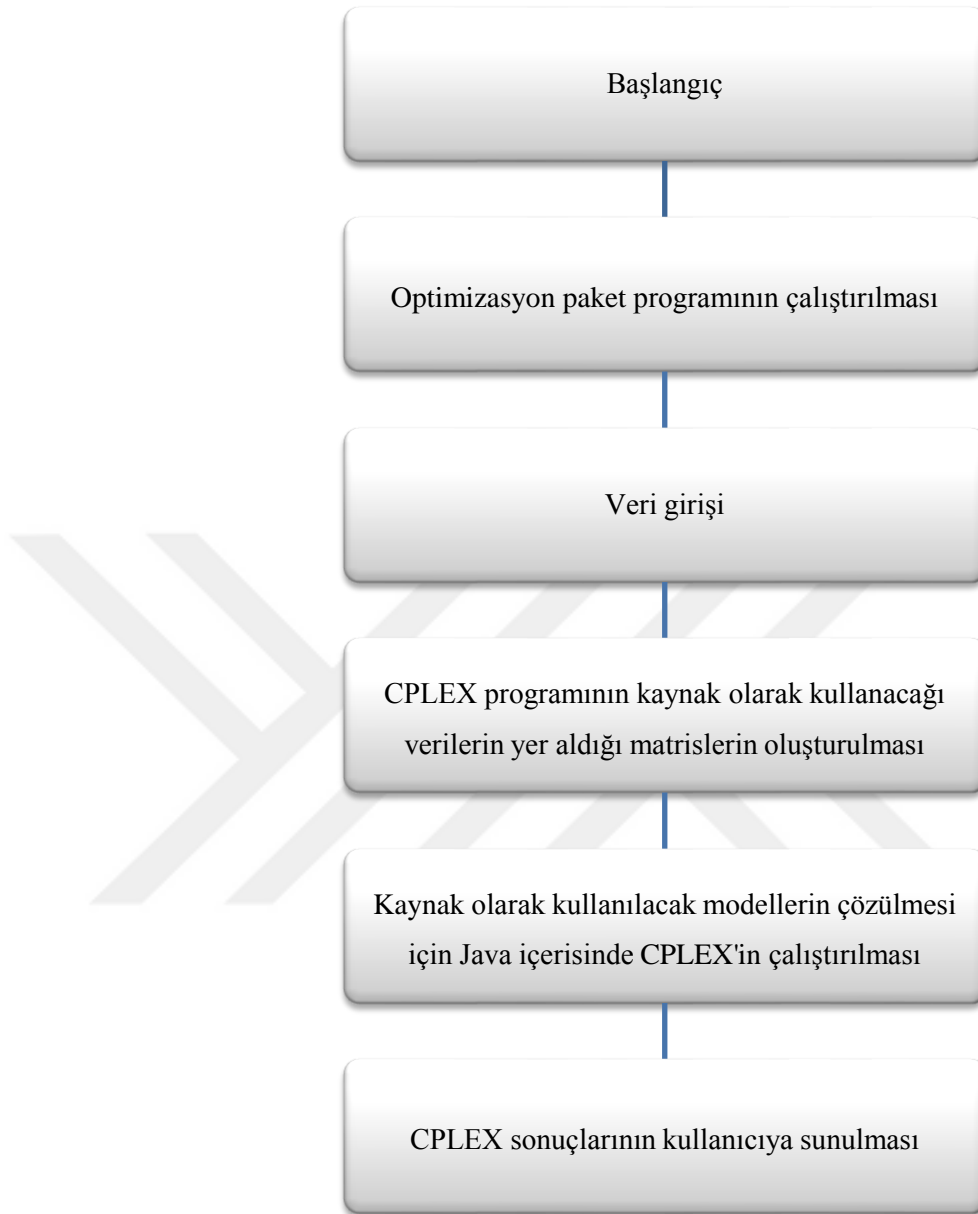 Başlangıç
Optimizasyon paket programının çalıştırılması
Veri girişi
CPLEX programının kaynak olarak kullanacağı
verilerin yer aldığı matrislerin oluşturulması
Kaynak olarak kullanılacak modellerin çözülmesi
için Java içerisinde CPLEX'in çalıştırılması
CPLEX sonuçlarının kullanıcıya sunulması